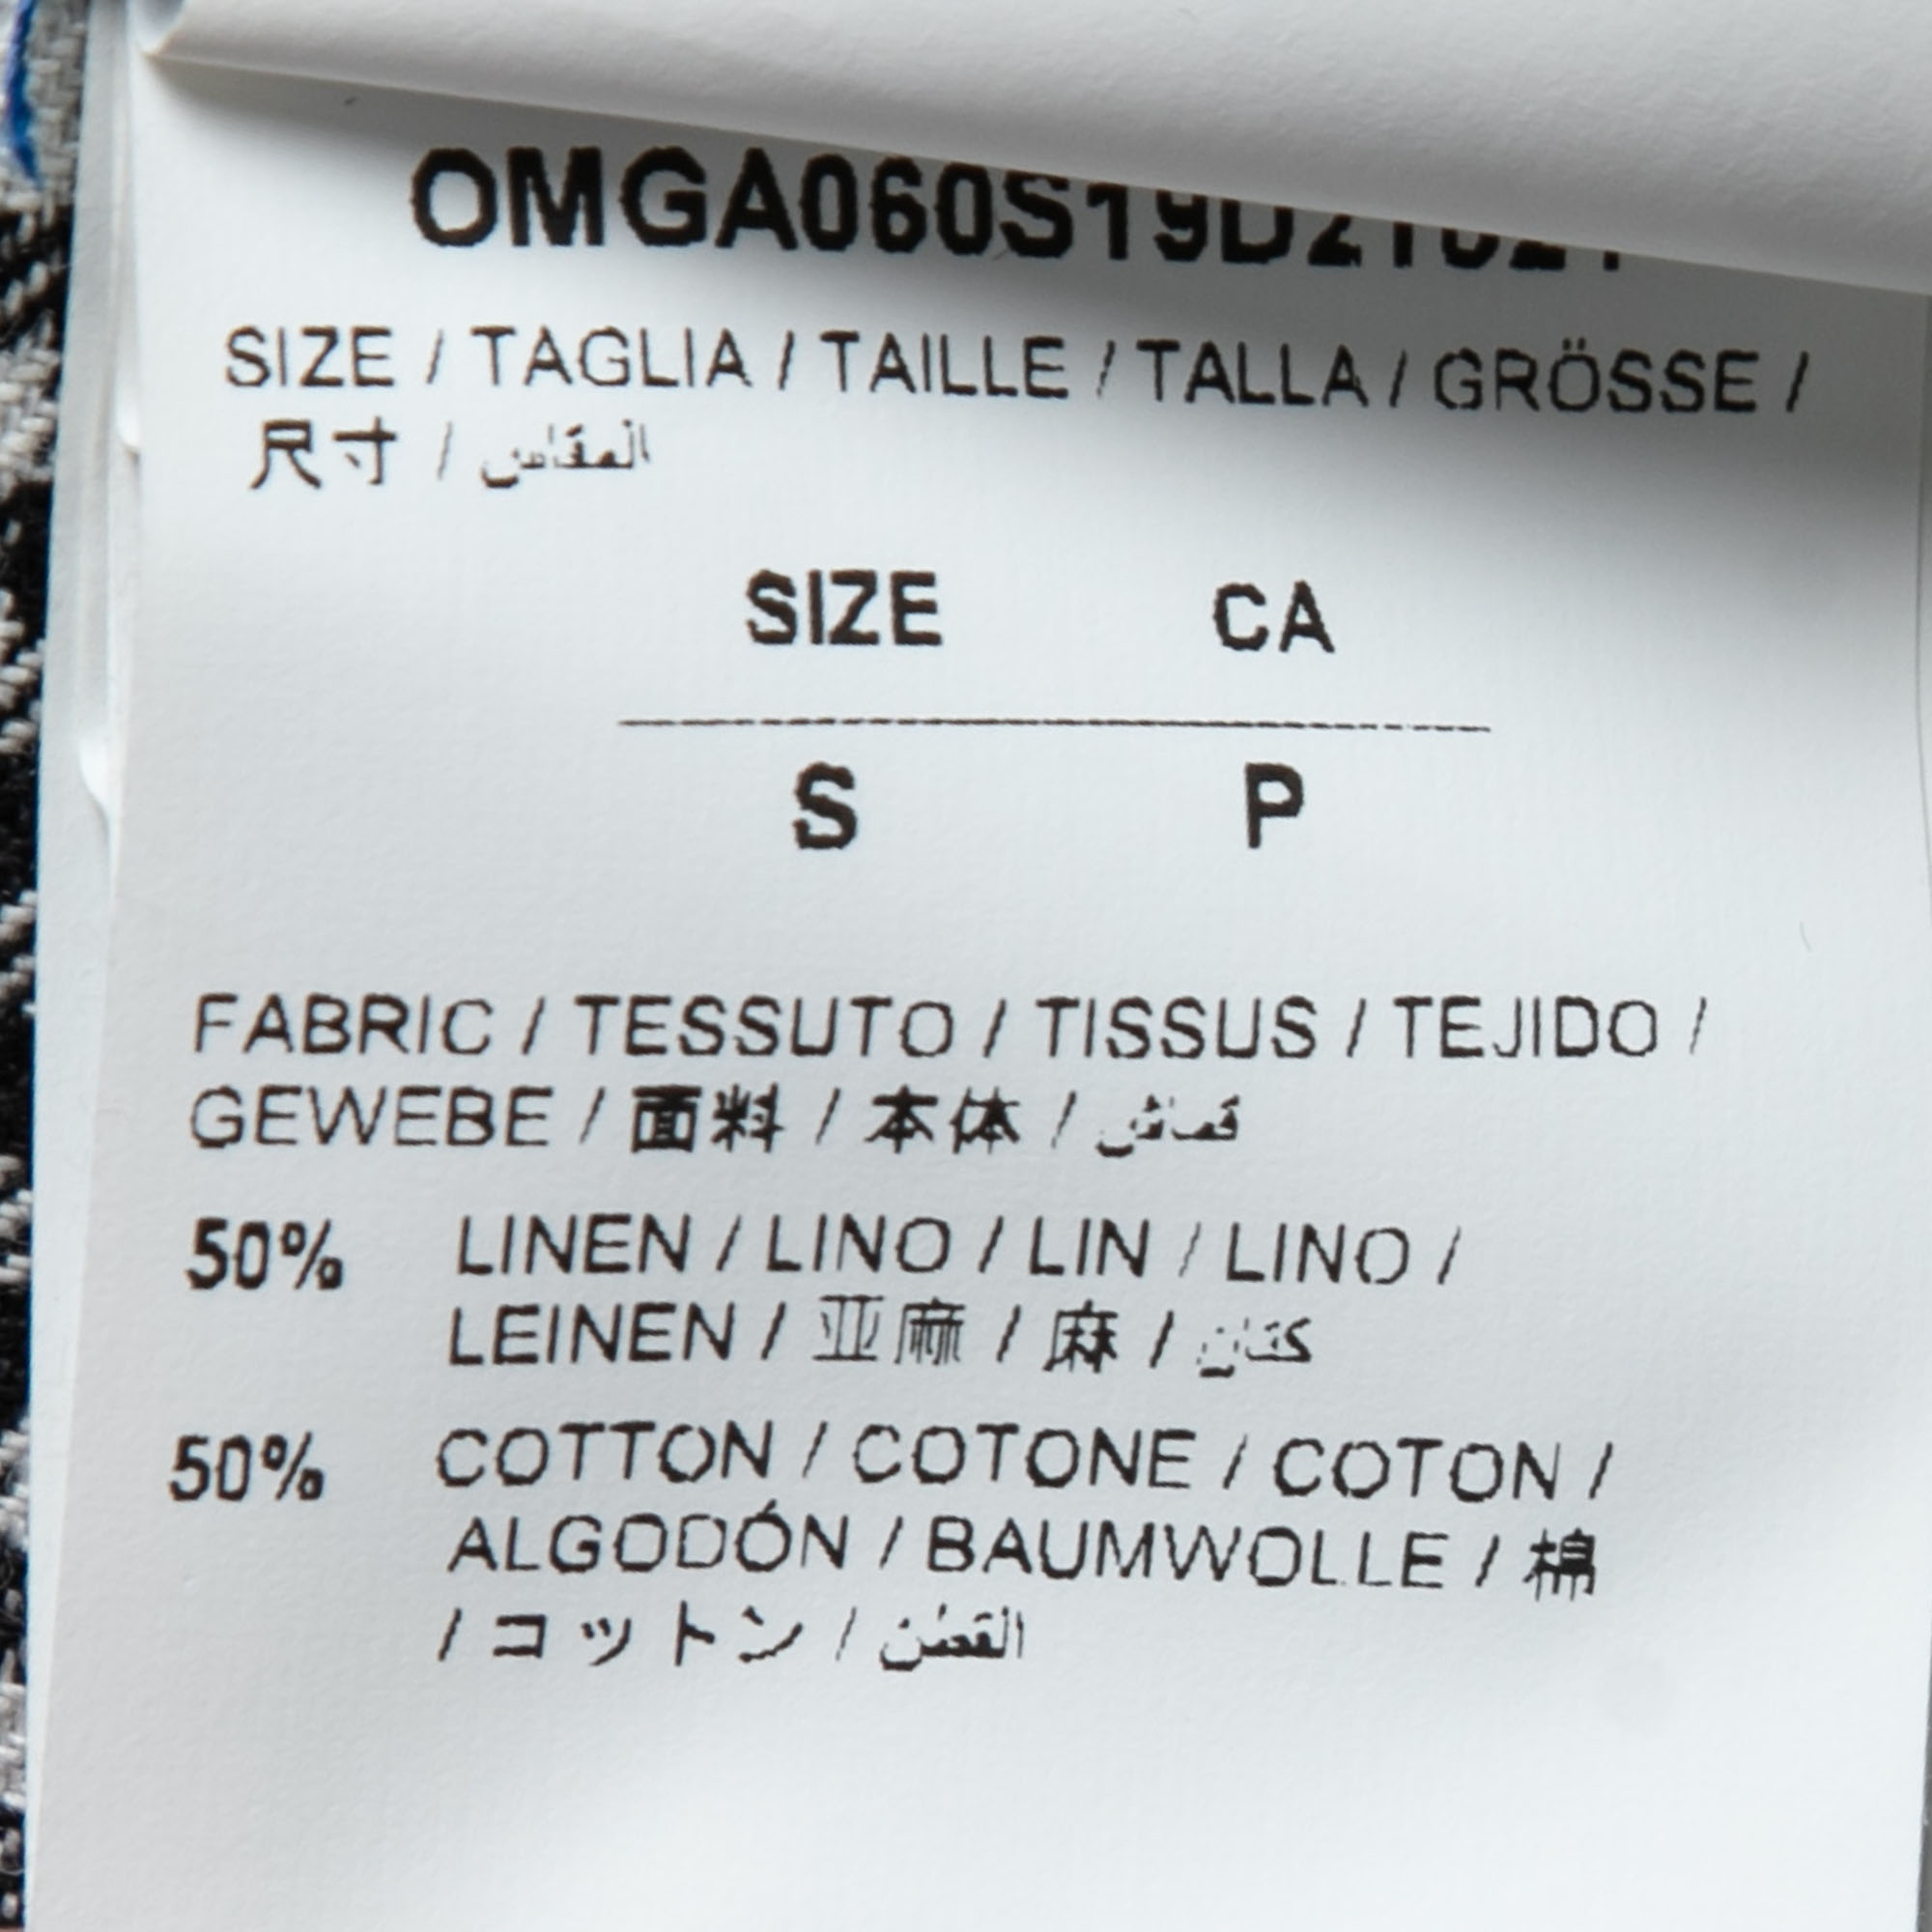 SIZE / TAGLIA / TAILLE / TALLA / GRÖSSE /
尺寸 / المقاس
SIZE CA
S P
FABRIC / TESSUTO / TISSUS / TEJIDO /
GEWEBE / 面料 / 本体 / قماش
50% LINEN / LINO / LIN / LINO /
LEINEN / 亚麻 / 麻 / كتان
50% COTTON / COTONE / COTON /
ALGODÓN / BAUMWOLLE / 棉
/ コットン / القطن